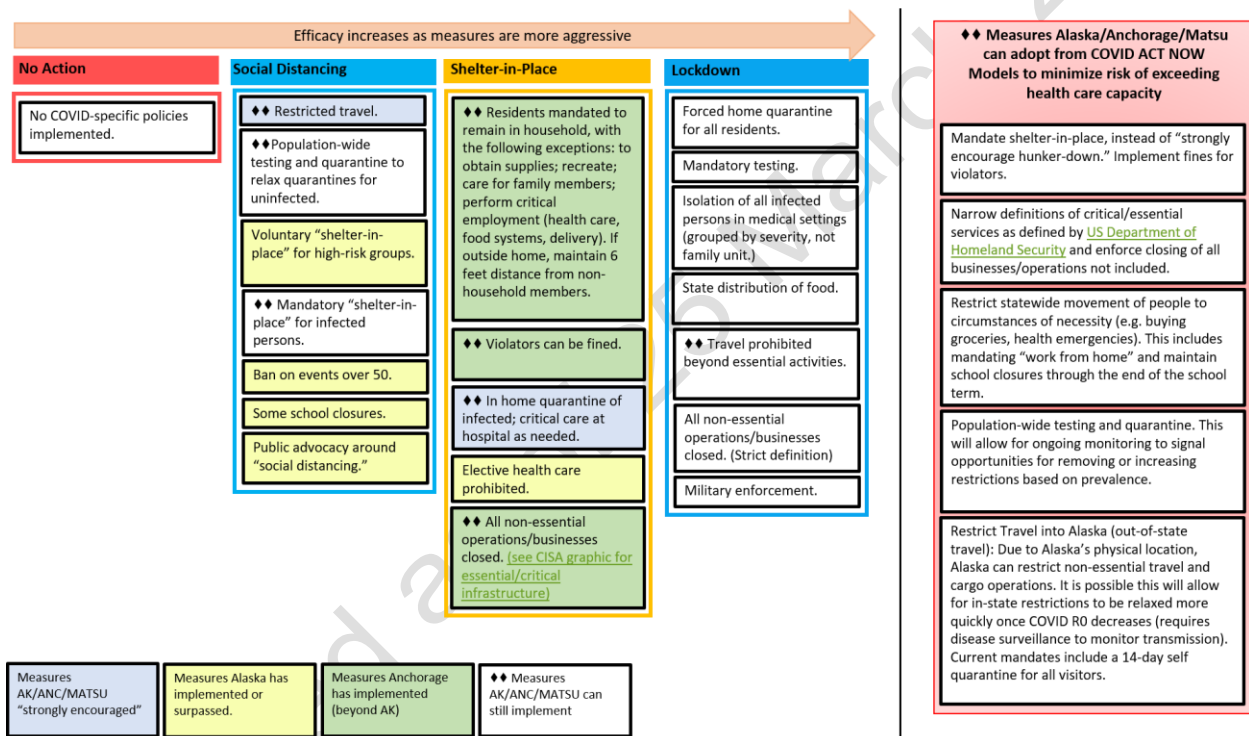 Efficacy increases as measures are more aggressive
No Action
No COVID-specific policies
implemented.
Social Distancing
♦♦ Restricted travel.
♦♦Population-wide
testing and quarantine to
relax quarantines for
uninfected.
Voluntary “shelter-in-
place” for high-risk groups.
♦♦ Mandatory “shelter-in-
place” for infected
persons.
Ban on events over 50.
Some school closures.
Public advocacy around
“social distancing.”
Shelter-in-Place
♦♦ Residents mandated to
remain in household, with
the following exceptions: to
obtain supplies; recreate;
care for family members;
perform critical
employment (health care,
food systems, delivery). If
outside home, maintain 6
feet distance from non-
household members.
♦♦ Violators can be fined.
♦♦ In home quarantine of
infected; critical care at
hospital as needed.
Elective health care
prohibited.
♦♦ All non-essential
operations/businesses
closed. (see CISA graphic for
essential/critical
infrastructure)
Lockdown
Forced home quarantine
for all residents.
Mandatory testing.
Isolation of all infected
persons in medical settings
(grouped by severity, not
family unit.)
State distribution of food.
♦♦ Travel prohibited
beyond essential activities.
All non-essential
operations/businesses
closed. (Strict definition)
Military enforcement.
Measures
AK/ANC/MATSU
“strongly encouraged”
Measures Alaska has
implemented or
surpassed.
Measures Anchorage
has implemented
(beyond AK)
♦♦ Measures
AK/ANC/MATSU can
still implement
♦♦ Measures Alaska/Anchorage/Matsu
can adopt from COVID ACT NOW
Models to minimize risk of exceeding
health care capacity
Mandate shelter-in-place, instead of “strongly
encourage hunker-down.” Implement fines for
violators.
Narrow definitions of critical/essential
services as defined by US Department of
Homeland Security and enforce closing of all
businesses/operations not included.
Restrict statewide movement of people to
circumstances of necessity (e.g. buying
groceries, health emergencies). This includes
mandating “work from home” and maintain
school closures through the end of the school
term.
Population-wide testing and quarantine. This
will allow for ongoing monitoring to signal
opportunities for removing or increasing
restrictions based on prevalence.
Restrict Travel into Alaska (out-of-state
travel): Due to Alaska’s physical location,
Alaska can restrict non-essential travel and
cargo operations. It is possible this will allow
for in-state restrictions to be relaxed more
quickly once COVID R0 decreases (requires
disease surveillance to monitor transmission).
Current mandates include a 14-day self
quarantine for all visitors.
25 March